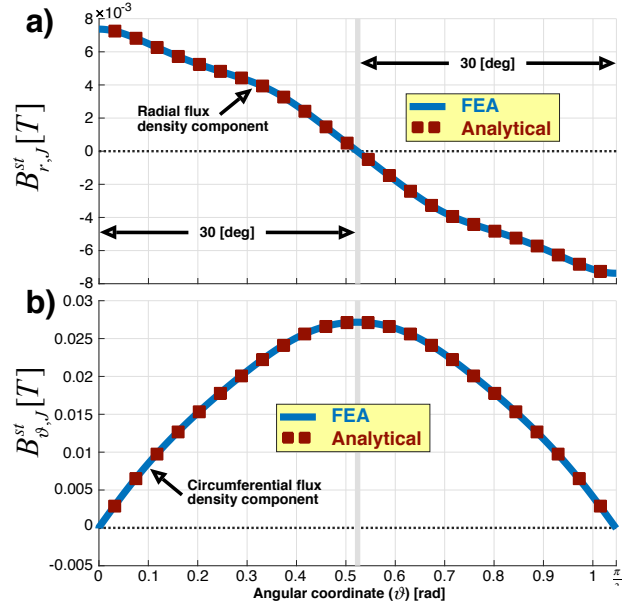 a)
8 ×10⁻³
6
4
2
0
-2
-4
-6
-8
B^{st}_{r,J}[T]
30 [deg]
Radial flux
density component
FEA
Analytical
30 [deg]
b)
0.03
0.025
0.02
0.015
0.01
0.005
0
-0.005
B^{st}_{ϑ,J}[T]
FEA
Analytical
Circumferential flux
density component
0 0.1 0.2 0.3 0.4 0.5 0.6 0.7 0.8 0.9 1
Angular coordinate (ϑ) [rad]